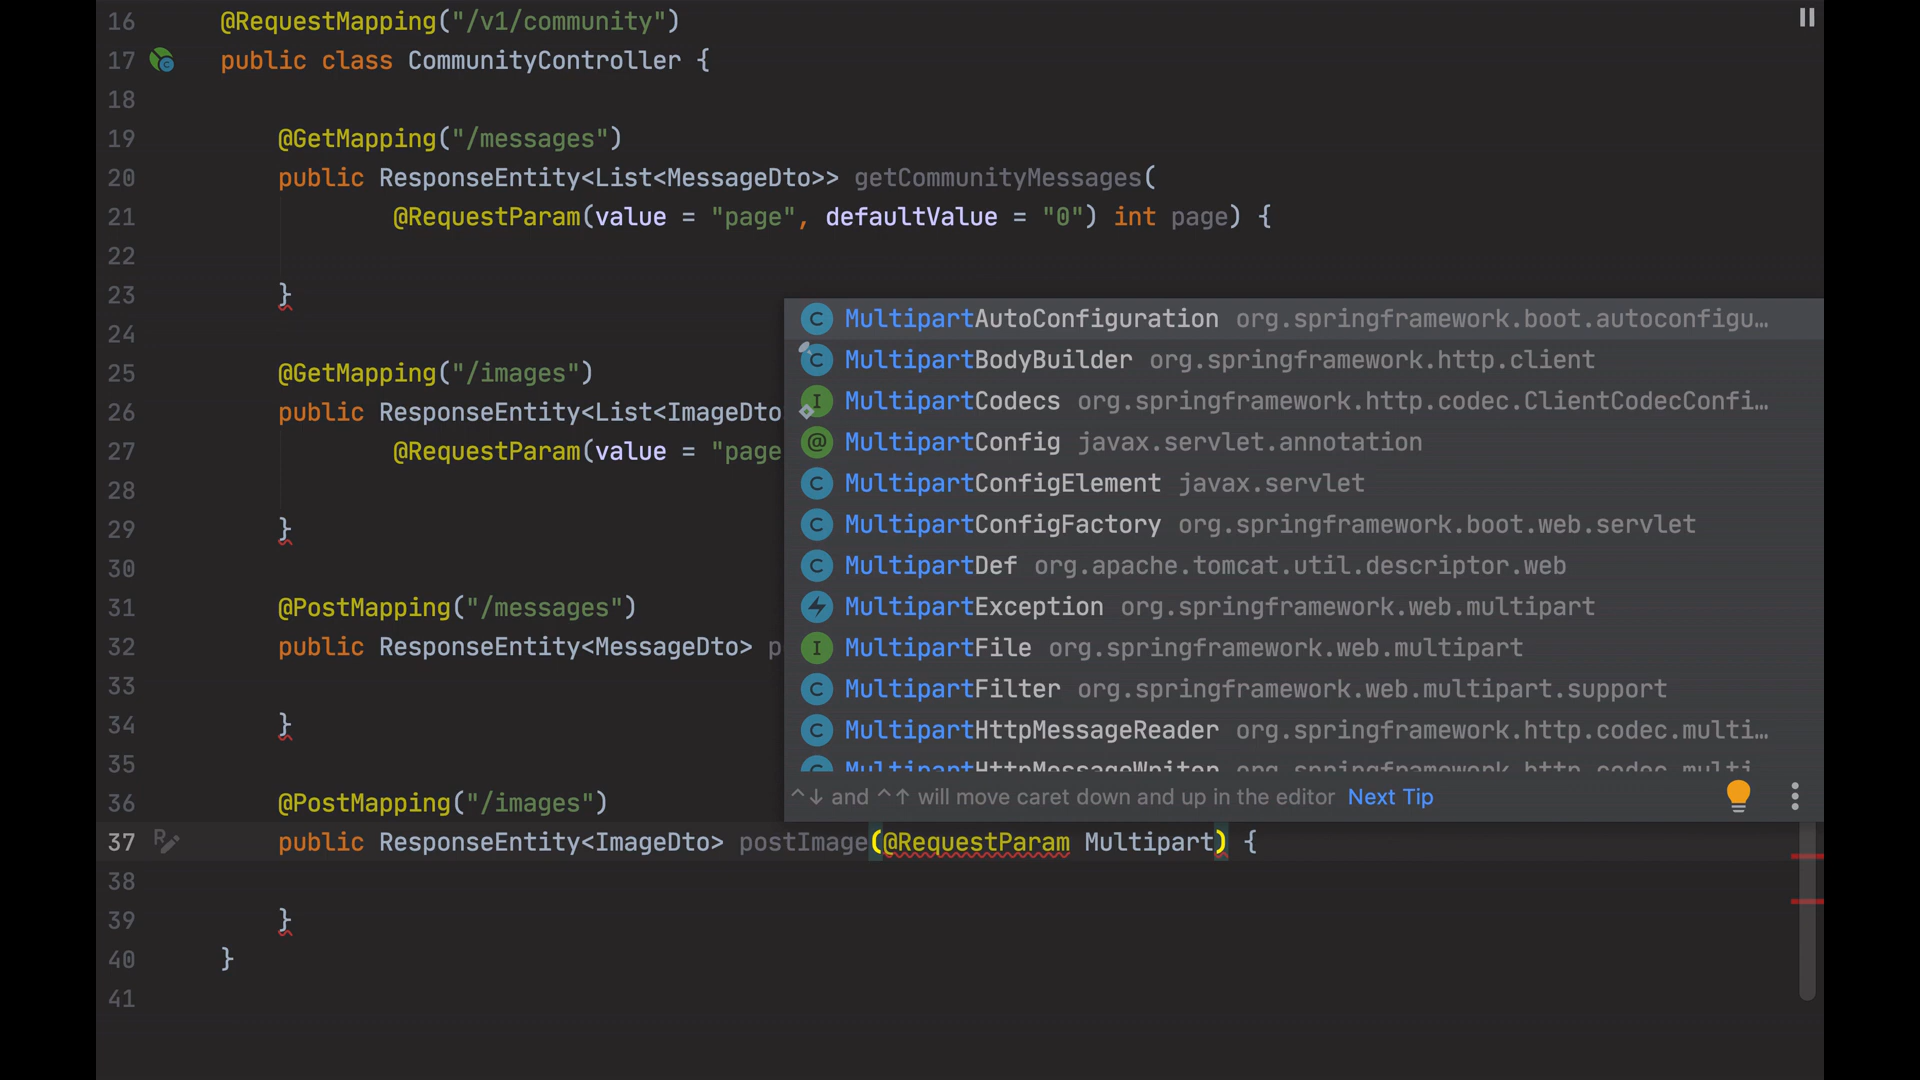 16 @RequestMapping("/v1/community")
17 public class CommunityController {
18
19 @GetMapping("/messages")
20 public ResponseEntity<List<MessageDto>> getCommunityMessages(
21 @RequestParam(value = "page", defaultValue = "0") int page) {
22
23 }
24
25 @GetMapping("/images")
26 public ResponseEntity<List<ImageDto
27 @RequestParam(value = "page
28
29 }
30
31 @PostMapping("/messages")
32 public ResponseEntity<MessageDto> p
33
34 }
35
36 @PostMapping("/images")
37 public ResponseEntity<ImageDto> postImage(@RequestParam Multipart) {
38
39 }
40 }
41
MultipartAutoConfiguration org.springframework.boot.autoconfigu…
MultipartBodyBuilder org.springframework.http.client
MultipartCodecs org.springframework.http.codec.ClientCodecConfi…
MultipartConfig javax.servlet.annotation
MultipartConfigElement javax.servlet
MultipartConfigFactory org.springframework.boot.web.servlet
MultipartDef org.apache.tomcat.util.descriptor.web
MultipartException org.springframework.web.multipart
MultipartFile org.springframework.web.multipart
MultipartFilter org.springframework.web.multipart.support
MultipartHttpMessageReader org.springframework.http.codec.multi…
MultipartHttpMessageWriter org.springframework.http.codec.multi…
^↓ and ^↑ will move caret down and up in the editor Next Tip